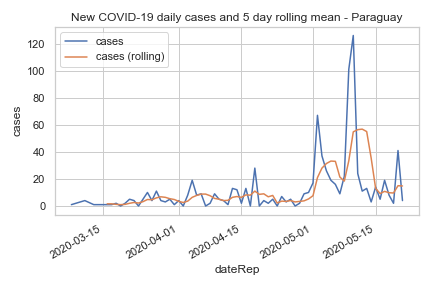 New COVID-19 daily cases and 5 day rolling mean - Paraguay
cases
cases (rolling)
120
100
80
60
40
20
0
cases
2020-03-15
2020-04-01
2020-04-15
2020-05-01
2020-05-15
dateRep